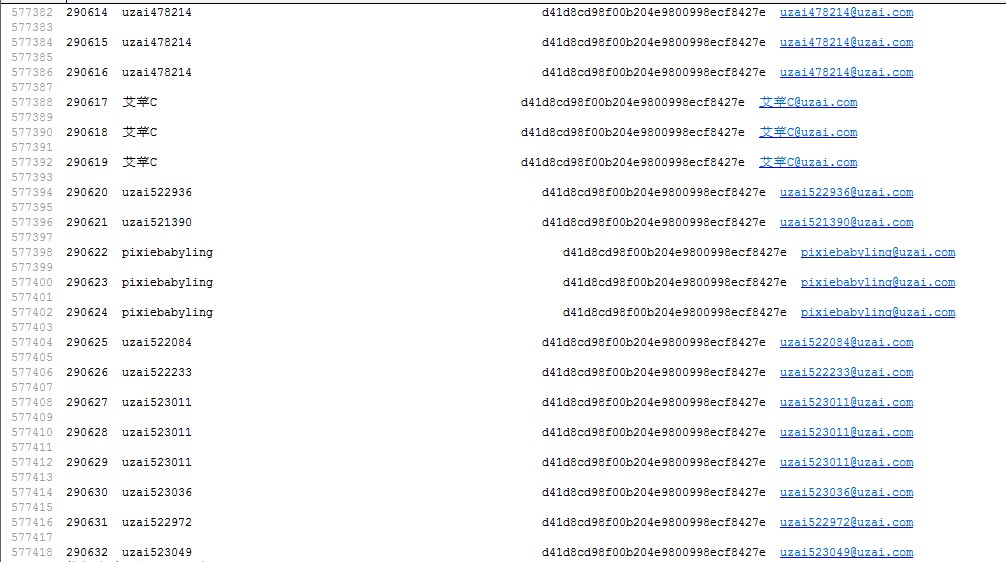 577382 290614 uzai478214 d41d8cd98f00b204e9800998ecf8427e uzai478214@uzai.com
577383
577384 290615 uzai478214 d41d8cd98f00b204e9800998ecf8427e uzai478214@uzai.com
577385
577386 290616 uzai478214 d41d8cd98f00b204e9800998ecf8427e uzai478214@uzai.com
577387
577388 290617 艾苹C d41d8cd98f00b204e9800998ecf8427e 艾苹C@uzai.com
577389
577390 290618 艾苹C d41d8cd98f00b204e9800998ecf8427e 艾苹C@uzai.com
577391
577392 290619 艾苹C d41d8cd98f00b204e9800998ecf8427e 艾苹C@uzai.com
577393
577394 290620 uzai522936 d41d8cd98f00b204e9800998ecf8427e uzai522936@uzai.com
577395
577396 290621 uzai521390 d41d8cd98f00b204e9800998ecf8427e uzai521390@uzai.com
577397
577398 290622 pixiebabyling d41d8cd98f00b204e9800998ecf8427e pixiebabyling@uzai.com
577399
577400 290623 pixiebabyling d41d8cd98f00b204e9800998ecf8427e pixiebabyling@uzai.com
577401
577402 290624 pixiebabyling d41d8cd98f00b204e9800998ecf8427e pixiebabyling@uzai.com
577403
577404 290625 uzai522084 d41d8cd98f00b204e9800998ecf8427e uzai522084@uzai.com
577405
577406 290626 uzai522233 d41d8cd98f00b204e9800998ecf8427e uzai522233@uzai.com
577407
577408 290627 uzai523011 d41d8cd98f00b204e9800998ecf8427e uzai523011@uzai.com
577409
577410 290628 uzai523011 d41d8cd98f00b204e9800998ecf8427e uzai523011@uzai.com
577411
577412 290629 uzai523011 d41d8cd98f00b204e9800998ecf8427e uzai523011@uzai.com
577413
577414 290630 uzai523036 d41d8cd98f00b204e9800998ecf8427e uzai523036@uzai.com
577415
577416 290631 uzai522972 d41d8cd98f00b204e9800998ecf8427e uzai522972@uzai.com
577417
577418 290632 uzai523049 d41d8cd98f00b204e9800998ecf8427e uzai523049@uzai.com